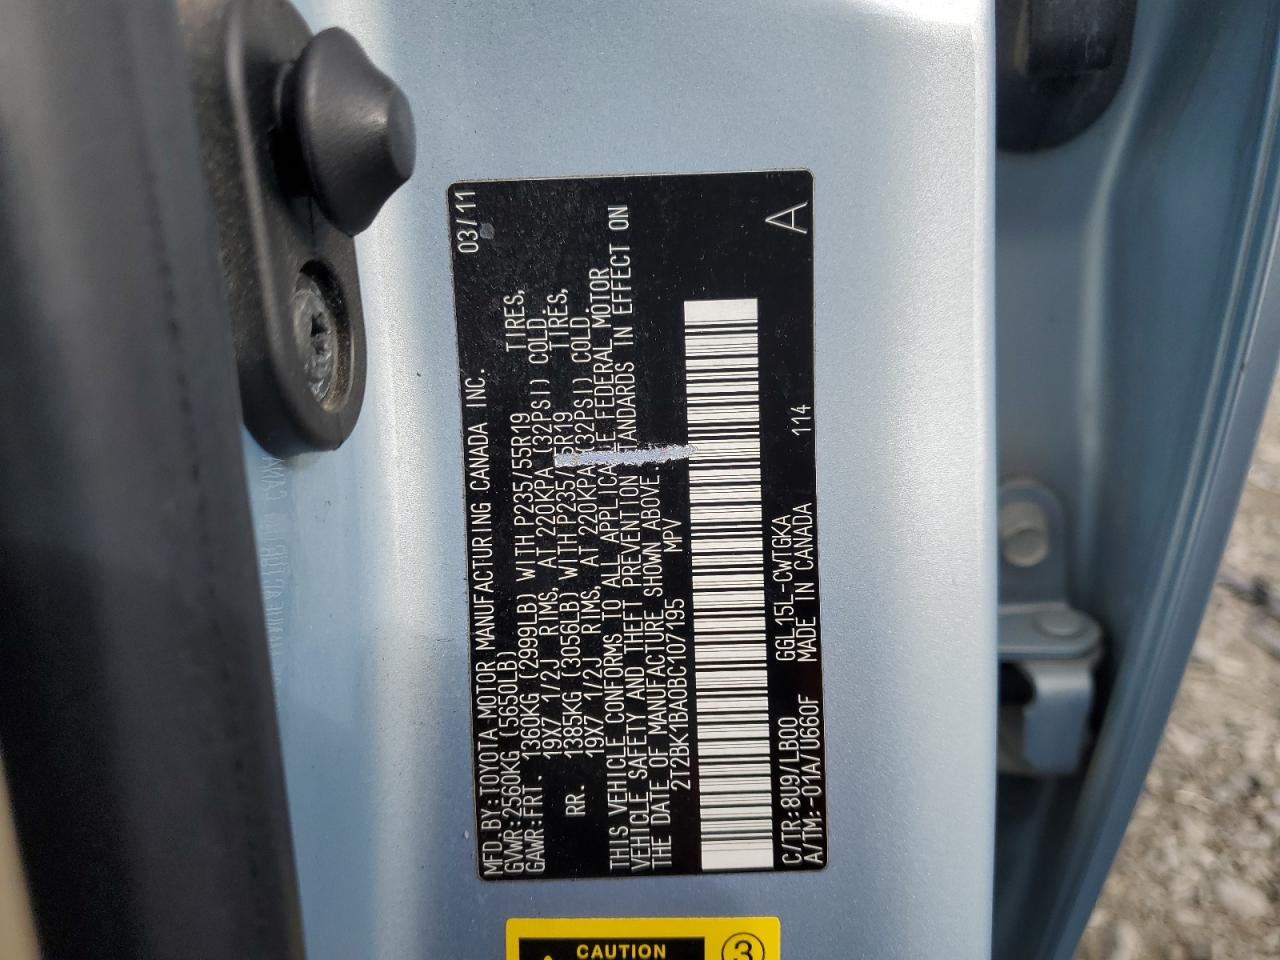 MFD.BY:TOYOTA MOTOR MANUFACTURING CANADA INC. 03/11
GVWR:2560KG (5650LB)
GAWR:FRT. 1360KG (2999LB) WITH P235/55R19 TIRES,
19X7 1/2J RIMS, AT 220KPA (32PSI) COLD.
RR. 1385KG (3056LB) WITH P235/ 5R19 TIRES,
19X7 1/2J RIMS, AT 220KPA (32PSI) COLD.
THIS VEHICLE CONFORMS TO ALL FEDERAL MOTOR
VEHICLE SAFETY AND THEFT PREVENTION IN EFFECT ON
THE DATE OF MANUFACTURE SHOWN ABOVE.
2T2BK1BA0BC107195 MPV
C/TR:8U9/LB00 GGL15L-CWTGKA 114 A
A/TM:-01A/U660F MADE IN CANADA
CAUTION 3